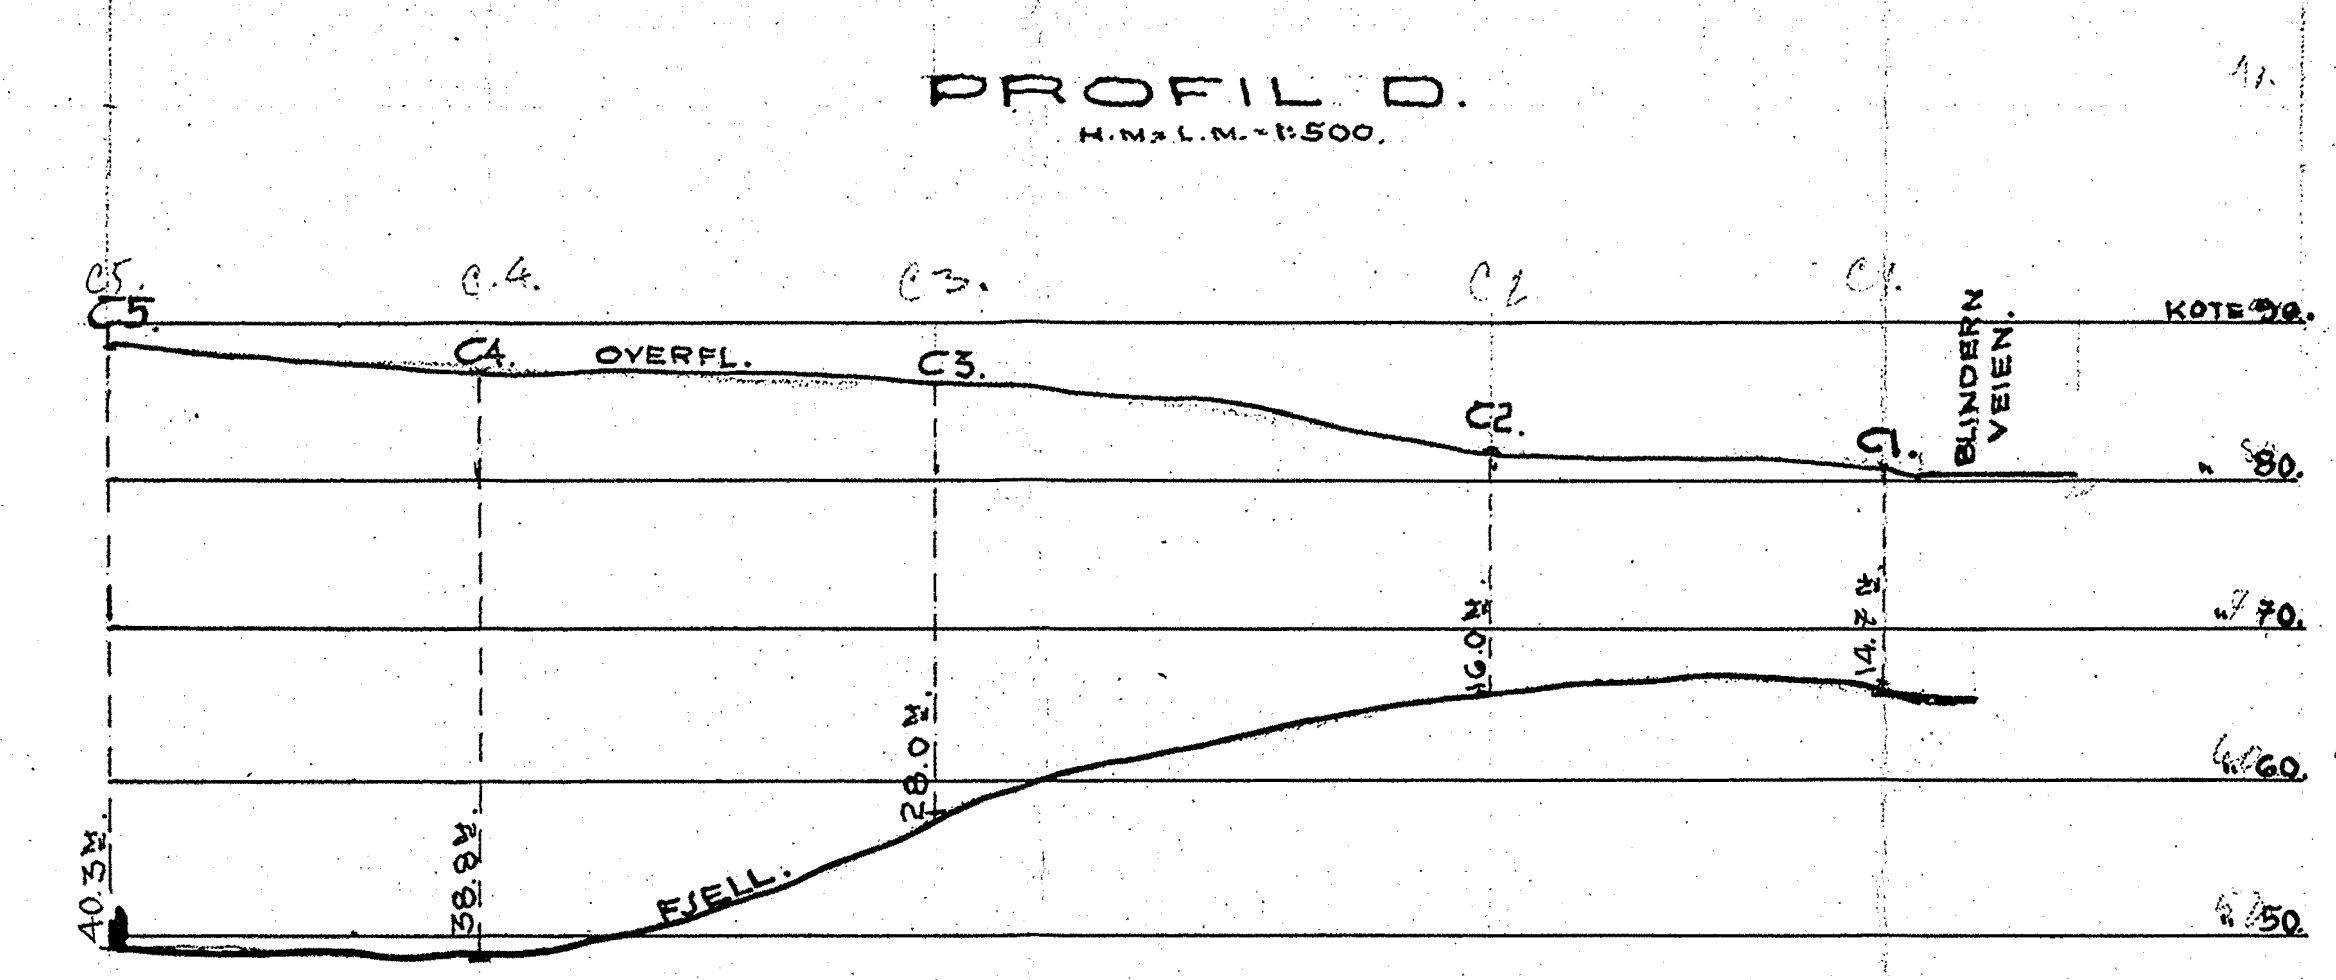 PROFIL D.
H.M.=L.M.=1:500.
C5. C.4. C3. C2 C1.
C5.
KOTE 90.
C4. OVERFL. C3.
C2.
C1.
BLINDERN
VEIEN.
" 80.
" 70.
16.0 M.
14.7 M.
28.0 M.
" 60.
40.3 M.
38.8 M.
FJELL.
" 50.